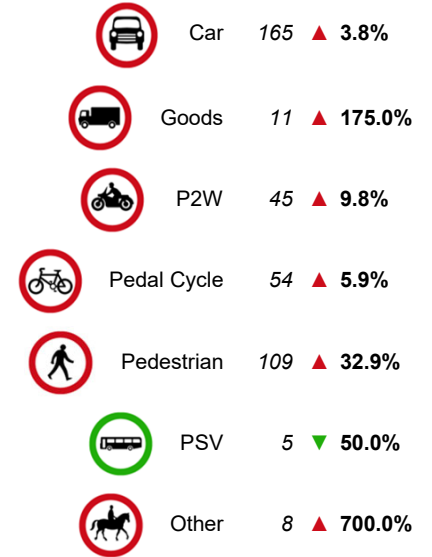 Car 165 ▲ 3.8%
Goods 11 ▲ 175.0%
P2W 45 ▲ 9.8%
Pedal Cycle 54 ▲ 5.9%
Pedestrian 109 ▲ 32.9%
PSV 5 ▼ 50.0%
Other 8 ▲ 700.0%